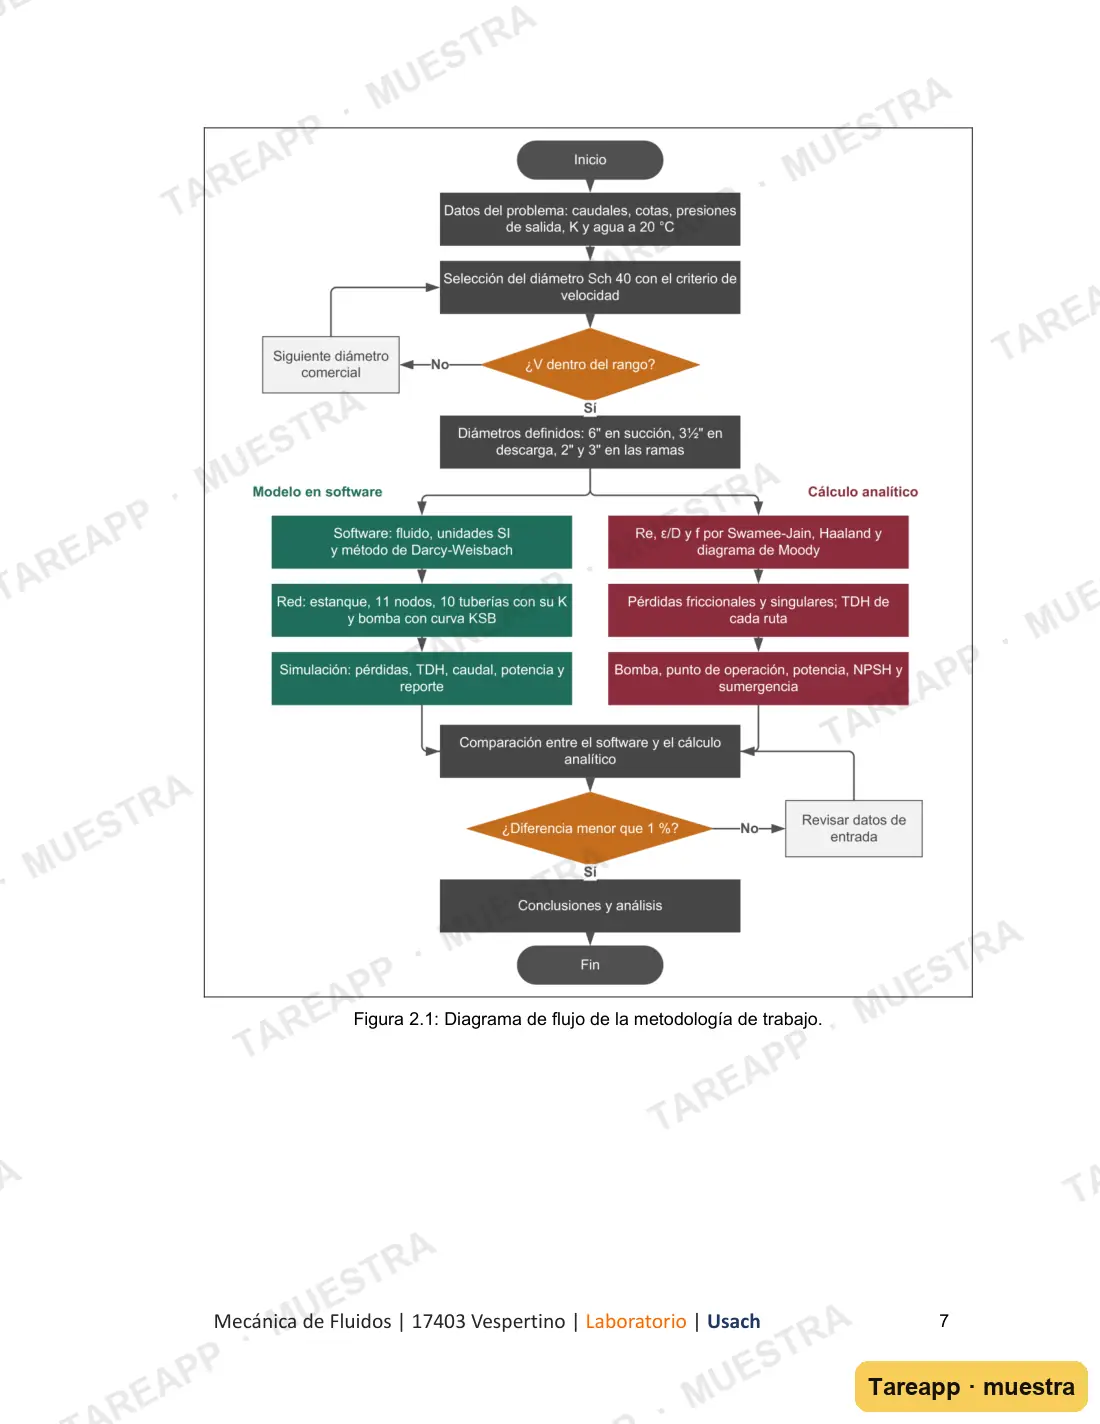 Inicio
Datos del problema: caudales, cotas, presiones
de salida, K y agua a 20 °C
Selección del diámetro Sch 40 con el criterio de
velocidad
Siguiente diámetro
comercial
No
¿V dentro del rango?
Sí
Diámetros definidos: 6" en succión, 3½" en
descarga, 2" y 3" en las ramas
Modelo en software
Cálculo analítico
Software: fluido, unidades SI
y método de Darcy-Weisbach
Re, ε/D y f por Swamee-Jain, Haaland y
diagrama de Moody
Red: estanque, 11 nodos, 10 tuberías con su K
y bomba con curva KSB
Pérdidas friccionales y singulares; TDH de
cada ruta
Simulación: pérdidas, TDH, caudal, potencia y
reporte
Bomba, punto de operación, potencia, NPSH y
sumergencia
Comparación entre el software y el cálculo
analítico
¿Diferencia menor que 1 %?
No
Revisar datos de
entrada
Sí
Conclusiones y análisis
Fin
Figura 2.1: Diagrama de flujo de la metodología de trabajo.
Mecánica de Fluidos | 17403 Vespertino | Laboratorio | Usach
7
Tareapp · muestra
TAREAPP · MUESTRA